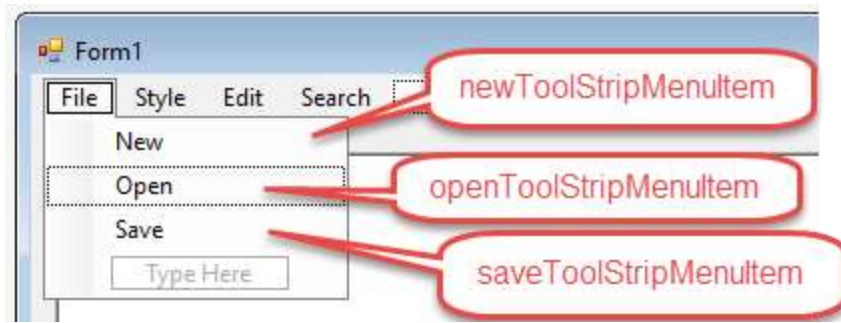 Form1
File Style Edit Search
newToolStripMenuItem
New
Open
openToolStripMenuItem
Save
saveToolStripMenuItem
Type Here